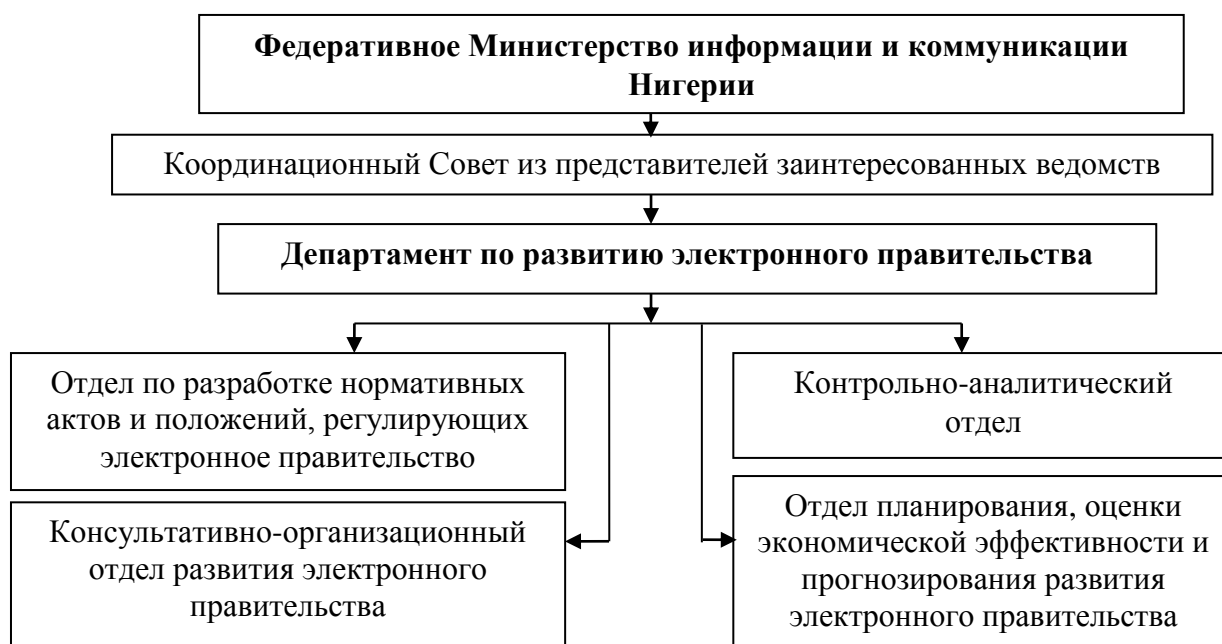 Федеративное Министерство информации и коммуникации
Нигерии
Координационный Совет из представителей заинтересованных ведомств
Департамент по развитию электронного правительства
Отдел по разработке нормативных
актов и положений, регулирующих
электронное правительство
Контрольно-аналитический
отдел
Консультативно-организационный
отдел развития электронного
правительства
Отдел планирования, оценки
экономической эффективности и
прогнозирования развития
электронного правительства